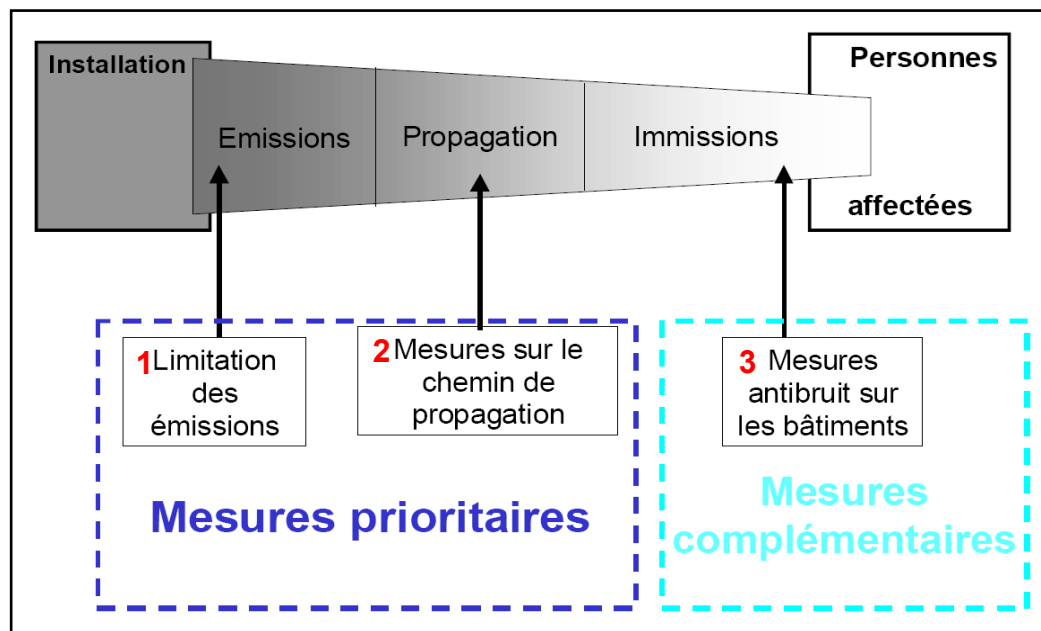 Installation
Personnes
Emissions
Propagation
Immissions
affectées
1 Limitation
des
émissions
2 Mesures sur le
chemin de
propagation
3 Mesures
antibruit sur
les bâtiments
Mesures prioritaires
Mesures
complémentaires